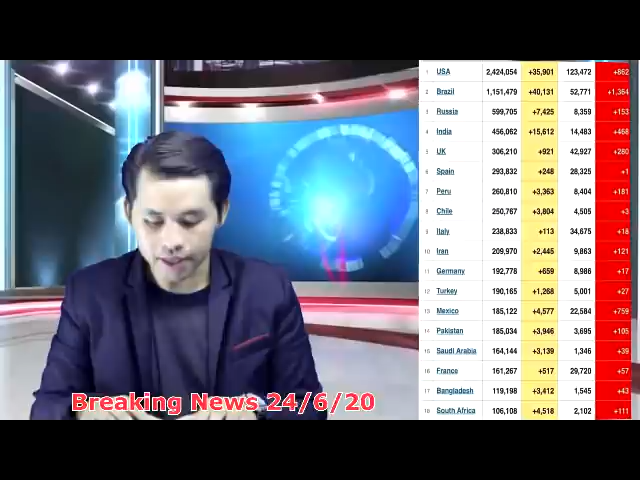 1 USA 2,424,054 +35,901 123,472 +862
2 Brazil 1,151,479 +40,131 52,771 +1,364
3 Russia 599,705 +7,425 8,359 +153
4 India 456,062 +15,612 14,483 +468
5 UK 306,210 +921 42,927 +280
6 Spain 293,832 +248 28,325 +1
7 Peru 260,810 +3,363 8,404 +181
8 Chile 250,767 +3,804 4,505 +3
9 Italy 238,833 +113 34,675 +18
10 Iran 209,970 +2,445 9,863 +121
11 Germany 192,778 +659 8,986 +17
12 Turkey 190,165 +1,268 5,001 +27
13 Mexico 185,122 +4,577 22,584 +759
14 Pakistan 185,034 +3,946 3,695 +105
15 Saudi Arabia 164,144 +3,139 1,346 +39
16 France 161,267 +517 29,720 +57
17 Bangladesh 119,198 +3,412 1,545 +43
18 South Africa 106,108 +4,518 2,102 +111
Breaking News 24/6/20